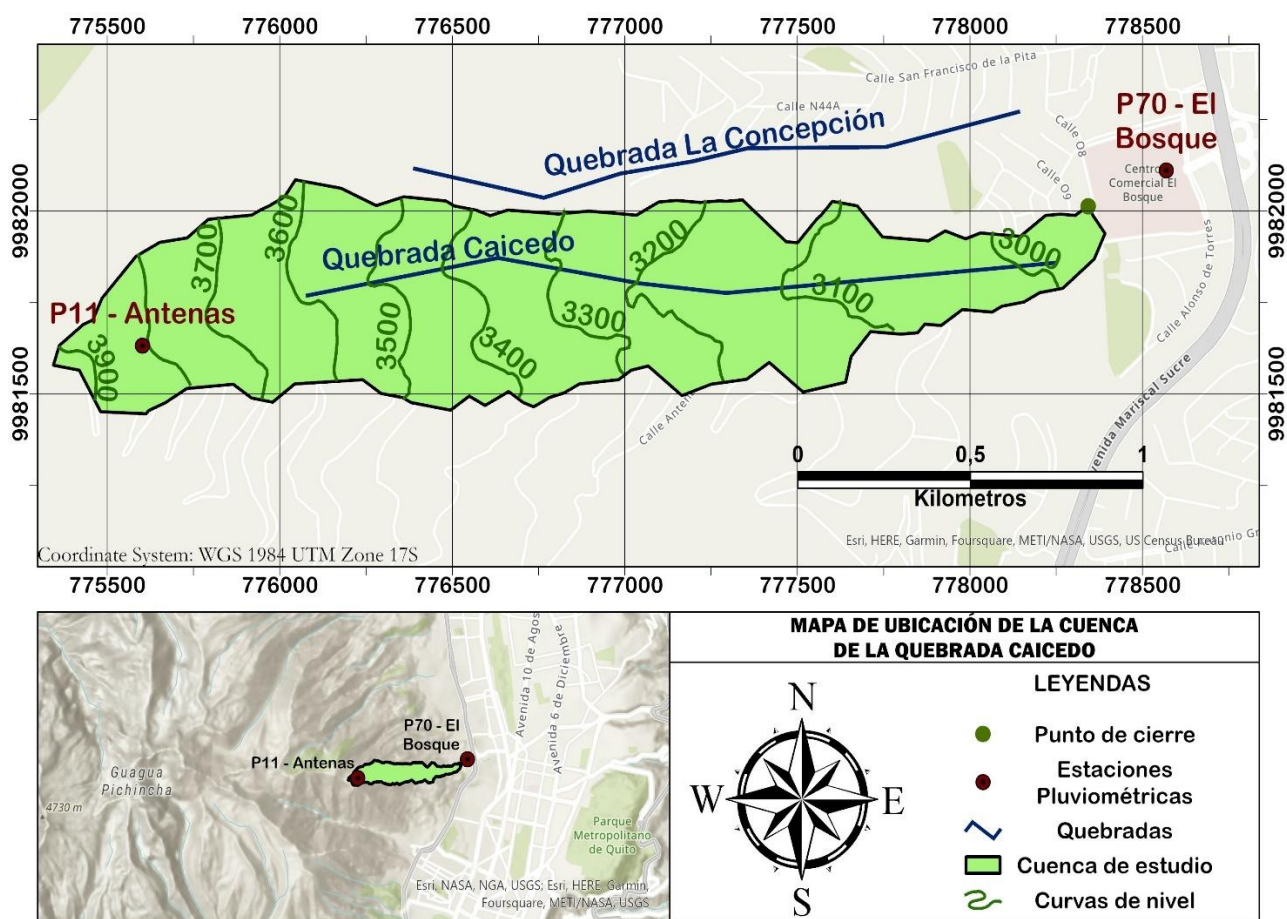 775500 776000 776500 777000 777500 778000 778500
Calle San Francisco de la Pita
Calle N44A
P70 - El
Bosque
Calle O8
Quebrada La Concepción
Calle O9
Centro
Comercial El
Bosque
9982000
9982000
3600
3700
3200
3000
Quebrada Caicedo
3100
Calle Alonso de Torres
P11 - Antenas
3300
3500
3400
3900
9981500
9981500
Calle Antena
venida Mariscal Sucre
0 0,5 1
Kilometros
Coordinate System: WGS 1984 UTM Zone 17S
Esri, HERE, Garmin, Foursquare, METI/NASA, USGS, US Census Bureau
775500 776000 776500 777000 777500 778000 778500
Avenida 10 de Agos
Avenida 6 de Diciembre
P70 - El
Bosque
P11 - Antenas
Guagua
Pichincha
4730 m
Parque
Metropolitano
de Quito
Esri, NASA, NGA, USGS; Esri, HERE, Garmin,
Foursquare, METI/NASA, USGS
MAPA DE UBICACIÓN DE LA CUENCA
DE LA QUEBRADA CAICEDO
LEYENDAS
N
W E
S
Punto de cierre
Estaciones
Pluviométricas
Quebradas
Cuenca de estudio
Curvas de nivel